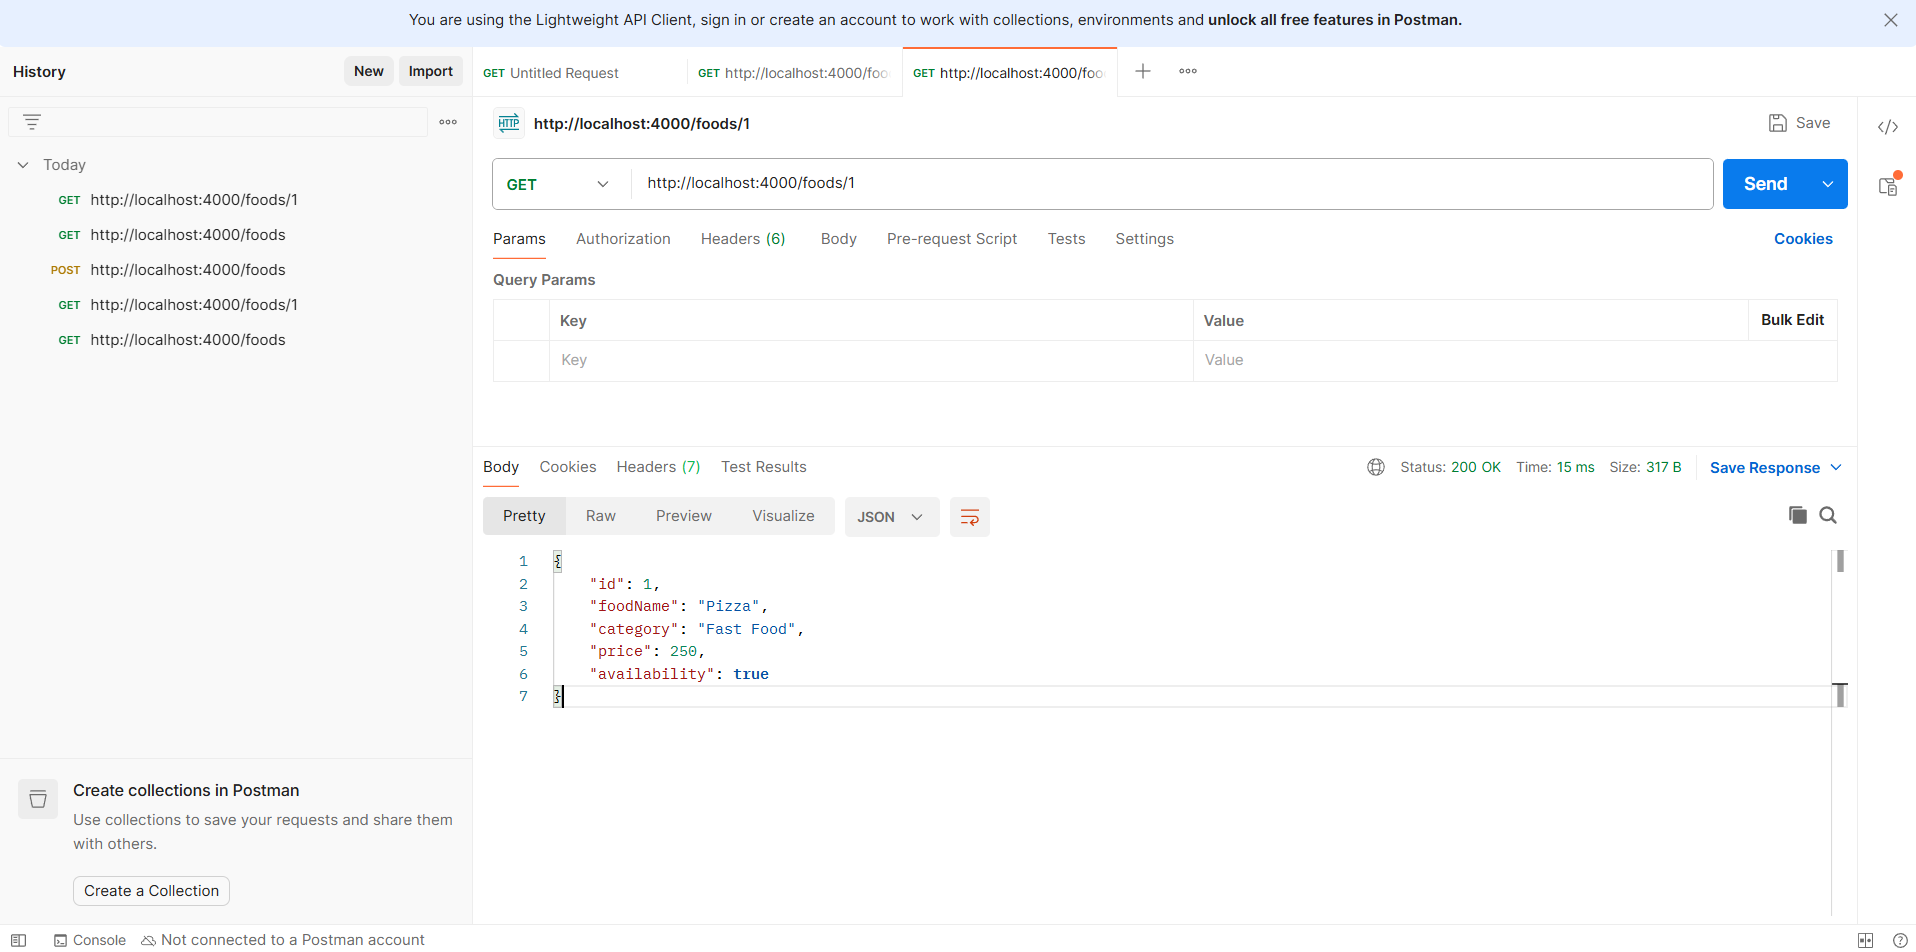 You are using the Lightweight API Client, sign in or create an account to work with collections, environments and unlock all free features in Postman.
History
New
Import
GET Untitled Request
GET http://localhost:4000/foo
GET http://localhost:4000/foo
HTTP http://localhost:4000/foods/1
Save
Today
GET http://localhost:4000/foods/1
GET http://localhost:4000/foods
POST http://localhost:4000/foods
GET http://localhost:4000/foods/1
GET http://localhost:4000/foods
GET
http://localhost:4000/foods/1
Send
Params
Authorization
Headers (6)
Body
Pre-request Script
Tests
Settings
Cookies
Query Params
Key
Value
Bulk Edit
Key
Value
Body
Cookies
Headers (7)
Test Results
Status: 200 OK
Time: 15 ms
Size: 317 B
Save Response
Pretty
Raw
Preview
Visualize
JSON
1 {
2 "id": 1,
3 "foodName": "Pizza",
4 "category": "Fast Food",
5 "price": 250,
6 "availability": true
7 }
Create collections in Postman
Use collections to save your requests and share them
with others.
Create a Collection
Console
Not connected to a Postman account